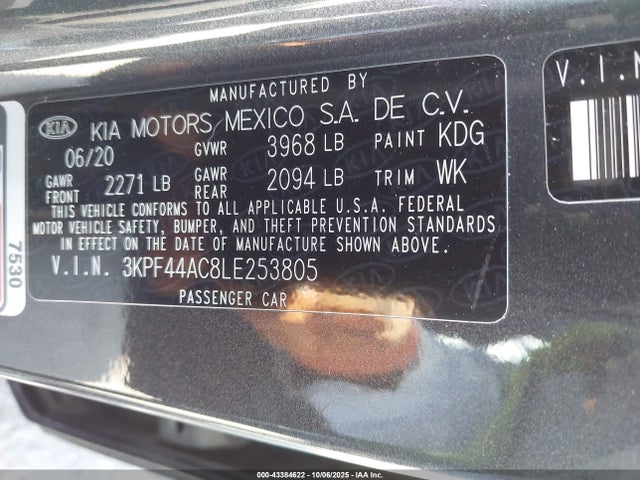 MANUFACTURED BY
KIA KIA MOTORS MEXICO S.A. DE C.V.
06/20 GVWR 3968 LB PAINT KDG
GAWR FRONT 2271 LB GAWR REAR 2094 LB TRIM WK
THIS VEHICLE CONFORMS TO ALL APPLICABLE U.S.A. FEDERAL
MOTOR VEHICLE SAFETY, BUMPER, AND THEFT PREVENTION STANDARDS
IN EFFECT ON THE DATE OF MANUFACTURE SHOWN ABOVE.
V.I.N. 3KPF44AC8LE253805
PASSENGER CAR
V.I.N
7530
000-43384622 | 10/06/2025 | IAA Inc.